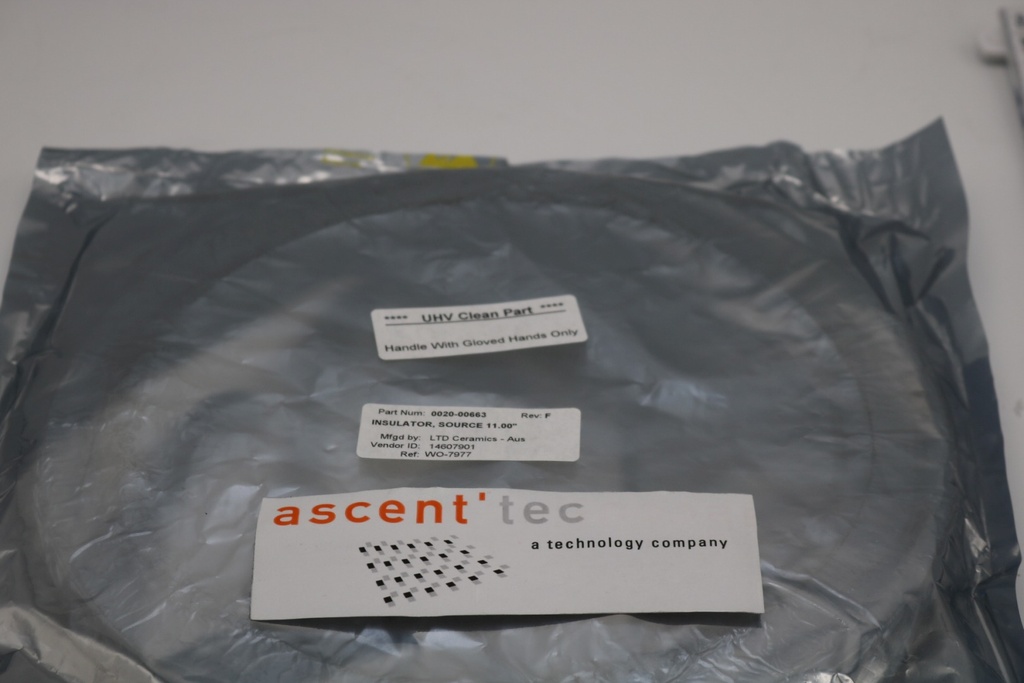 **** UHV Clean Part ****
Handle With Gloved Hands Only
Part Num: 0020-00663 Rev: F
INSULATOR, SOURCE 11.00"
Mfgd by: LTD Ceramics - Aus
Vendor ID: 14607901
Ref: WO-7977
ascent'tec
a technology company